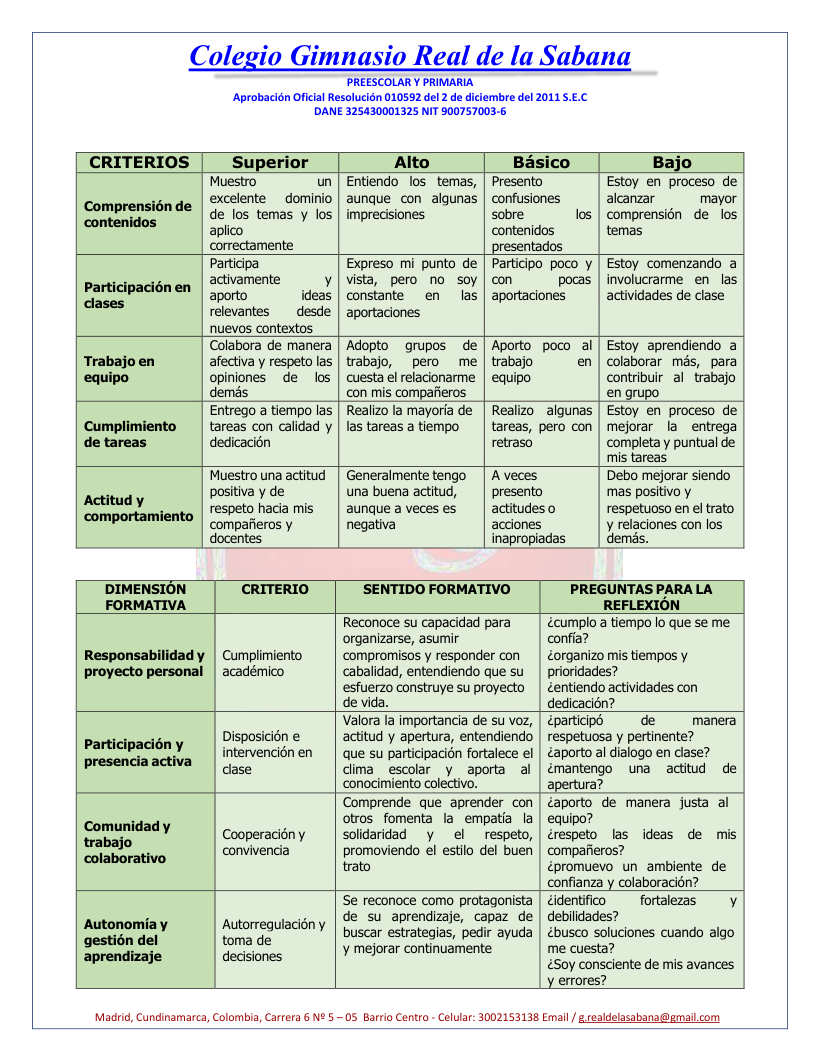 Colegio Gimnasio Real de la Sabana
PREESCOLAR Y PRIMARIA
Aprobación Oficial Resolución 010592 del 2 de diciembre del 2011 S.E.C
DANE 325430001325 NIT 900757003-6
CRITERIOS
Superior
Alto
Básico
Bajo
Comprensión de
contenidos
Muestro un
excelente dominio
de los temas y los
aplico
correctamente
Entiendo los temas,
aunque con algunas
imprecisiones
Presento
confusiones
sobre los
contenidos
presentados
Estoy en proceso de
alcanzar mayor
comprensión de los
temas
Participación en
clases
Participa
activamente y
aporto ideas
relevantes desde
nuevos contextos
Expreso mi punto de
vista, pero no soy
constante en las
aportaciones
Participo poco y
con pocas
aportaciones
Estoy comenzando a
involucrarme en las
actividades de clase
Trabajo en
equipo
Colabora de manera
afectiva y respeto las
opiniones de los
demás
Adopto grupos de
trabajo, pero me
cuesta el relacionarme
con mis compañeros
Aporto poco al
trabajo en
equipo
Estoy aprendiendo a
colaborar más, para
contribuir al trabajo
en grupo
Cumplimiento
de tareas
Entrego a tiempo las
tareas con calidad y
dedicación
Realizo la mayoría de
las tareas a tiempo
Realizo algunas
tareas, pero con
retraso
Estoy en proceso de
mejorar la entrega
completa y puntual de
mis tareas
Actitud y
comportamiento
Muestro una actitud
positiva y de
respeto hacia mis
compañeros y
docentes
Generalmente tengo
una buena actitud,
aunque a veces es
negativa
A veces
presento
actitudes o
acciones
inapropiadas
Debo mejorar siendo
mas positivo y
respetuoso en el trato
y relaciones con los
demás.
DIMENSIÓN
FORMATIVA
CRITERIO
SENTIDO FORMATIVO
PREGUNTAS PARA LA
REFLEXIÓN
Responsabilidad y
proyecto personal
Cumplimiento
académico
Reconoce su capacidad para
organizarse, asumir
compromisos y responder con
cabalidad, entendiendo que su
esfuerzo construye su proyecto
de vida.
¿cumplo a tiempo lo que se me
confía?
¿organizo mis tiempos y
prioridades?
¿entiendo actividades con
dedicación?
Participación y
presencia activa
Disposición e
intervención en
clase
Valora la importancia de su voz,
actitud y apertura, entendiendo
que su participación fortalece el
clima escolar y aporta al
conocimiento colectivo.
¿participó de manera
respetuosa y pertinente?
¿aporto al dialogo en clase?
¿mantengo una actitud de
apertura?
Comunidad y
trabajo
colaborativo
Cooperación y
convivencia
Comprende que aprender con
otros fomenta la empatía la
solidaridad y el respeto,
promoviendo el estilo del buen
trato
¿aporto de manera justa al
equipo?
¿respeto las ideas de mis
compañeros?
¿promuevo un ambiente de
confianza y colaboración?
Autonomía y
gestión del
aprendizaje
Autorregulación y
toma de
decisiones
Se reconoce como protagonista
de su aprendizaje, capaz de
buscar estrategias, pedir ayuda
y mejorar continuamente
¿identifico fortalezas y
debilidades?
¿busco soluciones cuando algo
me cuesta?
¿Soy consciente de mis avances
y errores?
Madrid, Cundinamarca, Colombia, Carrera 6 Nº 5 – 05 Barrio Centro - Celular: 3002153138 Email / g.realdelasabana@gmail.com